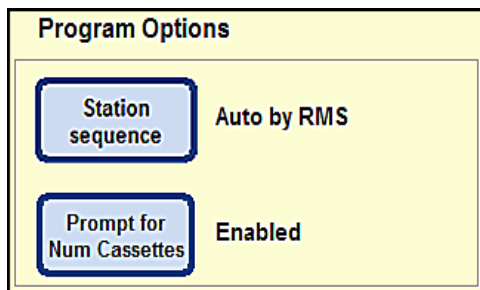 Program Options
Station
sequence
Auto by RMS
Prompt for
Num Cassettes
Enabled